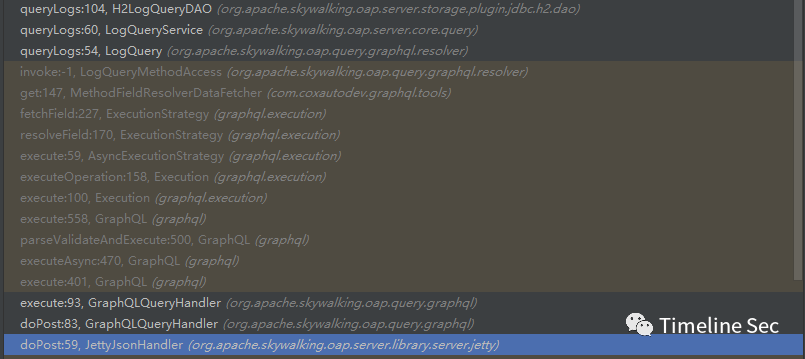 queryLogs:104, H2LogQueryDAO (org.apache.skywalking.oap.server.storage.plugin.jdbc.h2.dao)
queryLogs:60, LogQueryService (org.apache.skywalking.oap.server.core.query)
queryLogs:54, LogQuery (org.apache.skywalking.oap.query.graphql.resolver)
invoke:-1, LogQueryMethodAccess (org.apache.skywalking.oap.query.graphql.resolver)
get:147, MethodFieldResolverDataFetcher (com.coxautodev.graphql.tools)
fetchField:227, ExecutionStrategy (graphql.execution)
resolveField:170, ExecutionStrategy (graphql.execution)
execute:59, AsyncExecutionStrategy (graphql.execution)
executeOperation:158, Execution (graphql.execution)
execute:100, Execution (graphql.execution)
execute:558, GraphQL (graphql)
parseValidateAndExecute:500, GraphQL (graphql)
executeAsync:470, GraphQL (graphql)
execute:401, GraphQL (graphql)
execute:93, GraphQLQueryHandler (org.apache.skywalking.oap.query.graphql)
doPost:83, GraphQLQueryHandler (org.apache.skywalking.oap.query.graphql)
doPost:59, JettyJsonHandler (org.apache.skywalking.oap.server.library.server.jetty)
Timeline Sec